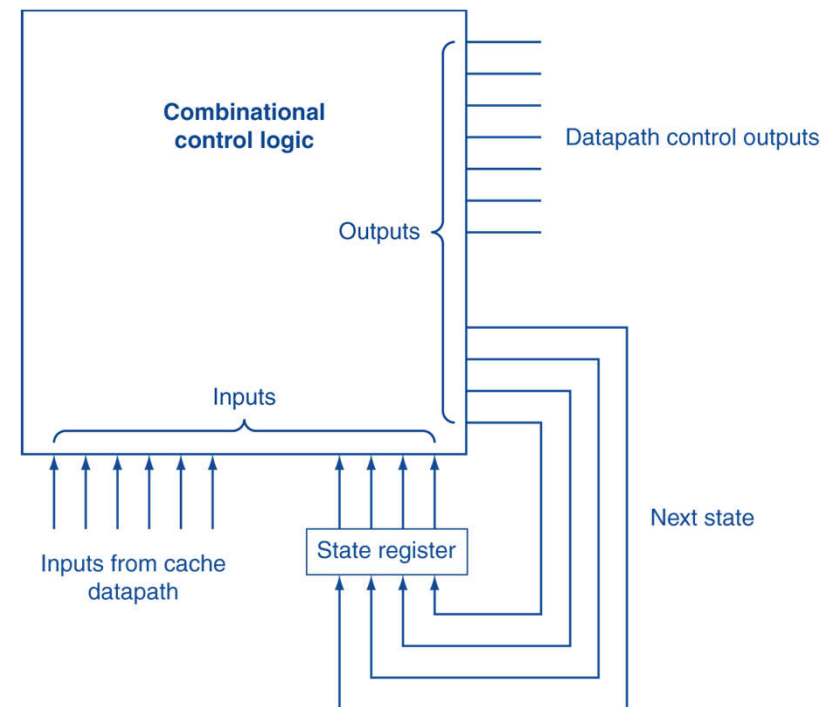 Combinational
control logic
Datapath control outputs
Outputs
Inputs
Next state
State register
Inputs from cache
datapath